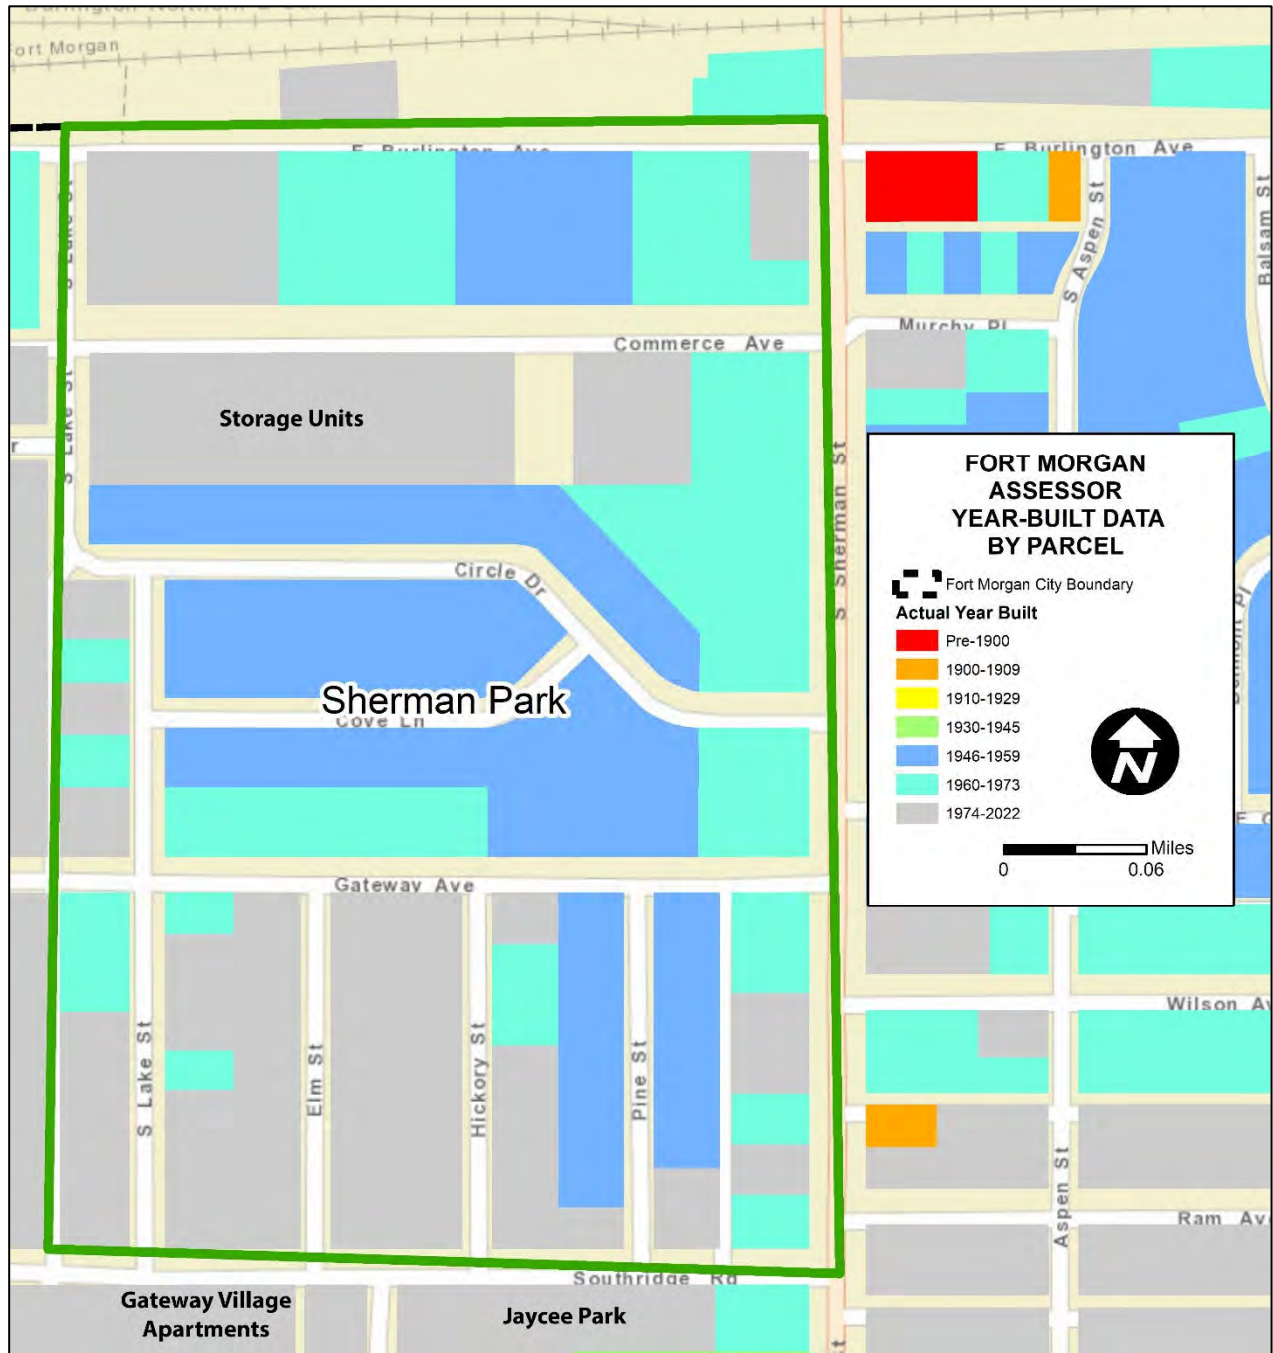 Burlington Northern &
Fort Morgan
E Burlington Ave
E Burlington Ave
S Lake St
S Aspen St
Balsam St
Murchy Pl
Commerce Ave
Storage Units
S Lake St
r
S Sherman St
FORT MORGAN
ASSESSOR
YEAR-BUILT DATA
BY PARCEL
Fort Morgan City Boundary
Actual Year Built
Pre-1900
1900-1909
1910-1929
1930-1945
1946-1959
1960-1973
1974-2022
N
Miles
0 0.06
Circle Dr
Sherman Park
Cove Ln
Gateway Ave
Wilson Av
S Lake St
Elm St
Hickory St
Pine St
Aspen St
Ram Av
Southridge Rd
Gateway Village
Apartments
Jaycee Park